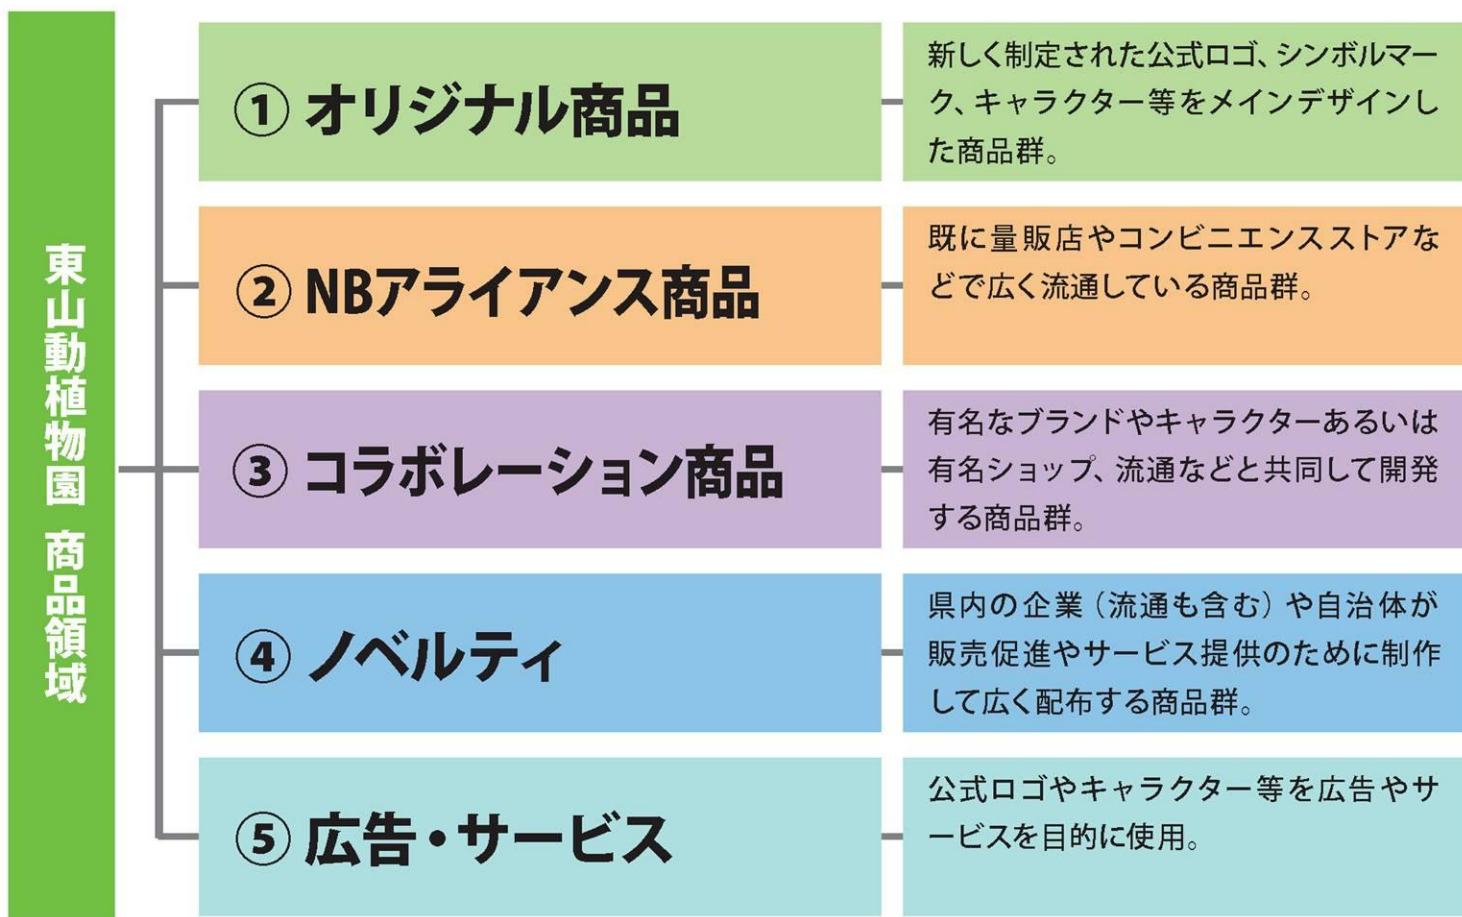 東山動植物園 商品領域
① オリジナル商品
新しく制定された公式ロゴ、シンボルマー
ク、キャラクター等をメインデザインし
た商品群。
② NBアライアンス商品
既に量販店やコンビニエンスストアな
どで広く流通している商品群。
③ コラボレーション商品
有名なブランドやキャラクターあるいは
有名ショップ、流通などと共同して開発
する商品群。
④ ノベルティ
県内の企業（流通も含む）や自治体が
販売促進やサービス提供のために制作
して広く配布する商品群。
⑤ 広告・サービス
公式ロゴやキャラクター等を広告やサ
ービスを目的に使用。